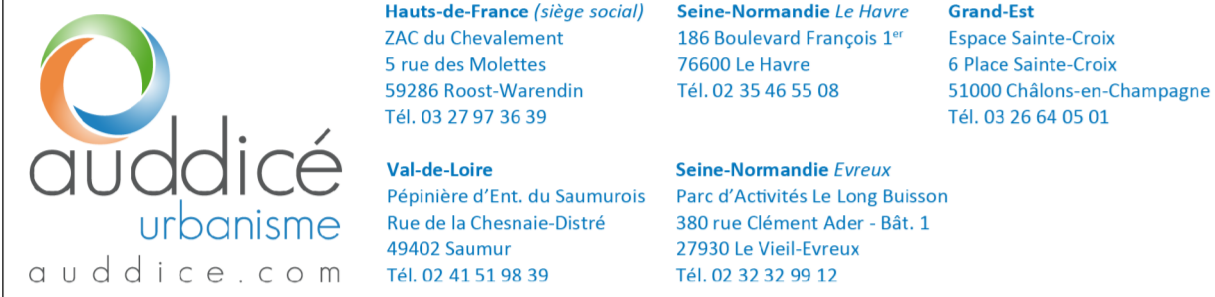 auddicé
urbanisme
auddice.com
Hauts-de-France (siège social)
ZAC du Chevalement
5 rue des Molettes
59286 Roost-Warendin
Tél. 03 27 97 36 39
Seine-Normandie Le Havre
186 Boulevard François 1er
76600 Le Havre
Tél. 02 35 46 55 08
Grand-Est
Espace Sainte-Croix
6 Place Sainte-Croix
51000 Châlons-en-Champagne
Tél. 03 26 64 05 01
Val-de-Loire
Pépinière d’Ent. du Saumurois
Rue de la Chesnaie-Distré
49402 Saumur
Tél. 02 41 51 98 39
Seine-Normandie Evreux
Parc d’Activités Le Long Buisson
380 rue Clément Ader - Bât. 1
27930 Le Vieil-Evreux
Tél. 02 32 32 99 12